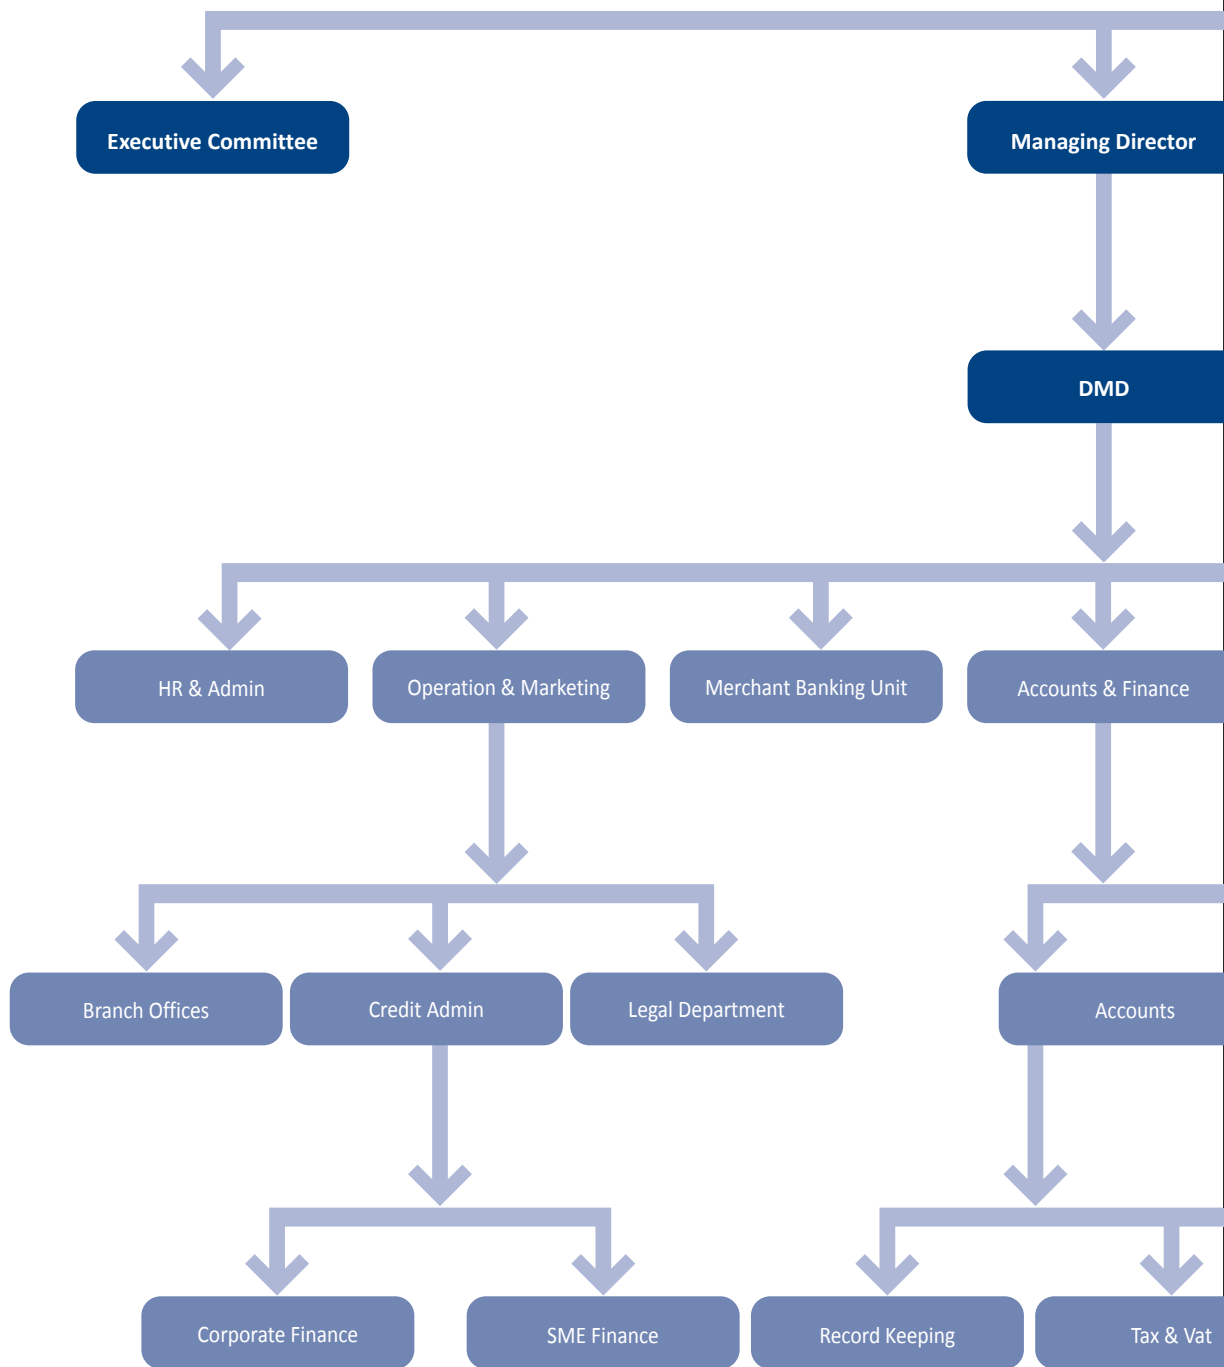 Executive Committee
Managing Director
DMD
HR & Admin
Operation & Marketing
Merchant Banking Unit
Accounts & Finance
Branch Offices
Credit Admin
Legal Department
Accounts
Corporate Finance
SME Finance
Record Keeping
Tax & Vat